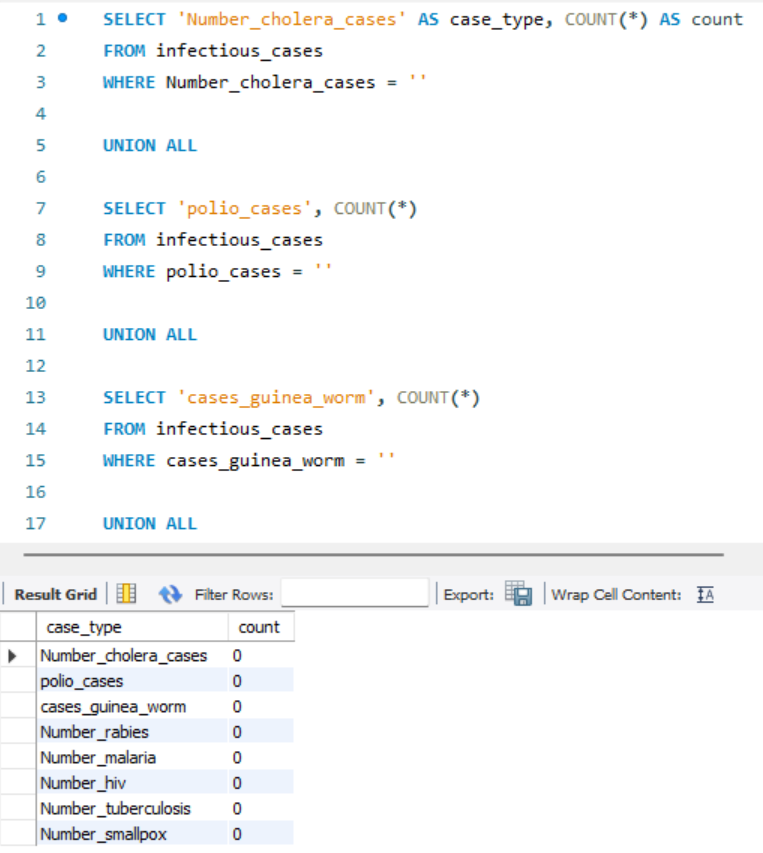 1 SELECT 'Number_cholera_cases' AS case_type, COUNT(*) AS count
2 FROM infectious_cases
3 WHERE Number_cholera_cases = ''
4
5 UNION ALL
6
7 SELECT 'polio_cases', COUNT(*)
8 FROM infectious_cases
9 WHERE polio_cases = ''
10
11 UNION ALL
12
13 SELECT 'cases_guinea_worm', COUNT(*)
14 FROM infectious_cases
15 WHERE cases_guinea_worm = ''
16
17 UNION ALL
Result Grid Filter Rows: Export: Wrap Cell Content: IA
case_type count
Number_cholera_cases 0
polio_cases 0
cases_guinea_worm 0
Number_rabies 0
Number_malaria 0
Number_hiv 0
Number_tuberculosis 0
Number_smallpox 0